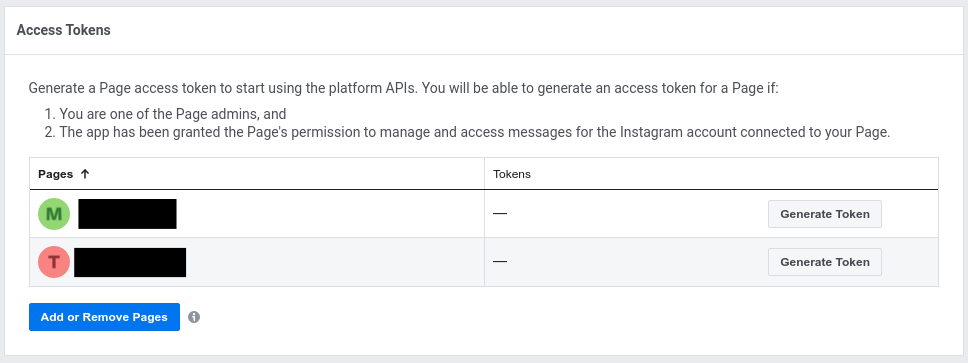 Access Tokens
Generate a Page access token to start using the platform APIs. You will be able to generate an access token for a Page if:
1. You are one of the Page admins, and
2. The app has been granted the Page's permission to manage and access messages for the Instagram account connected to your Page.
Pages ↑ Tokens
M — Generate Token
T — Generate Token
Add or Remove Pages i